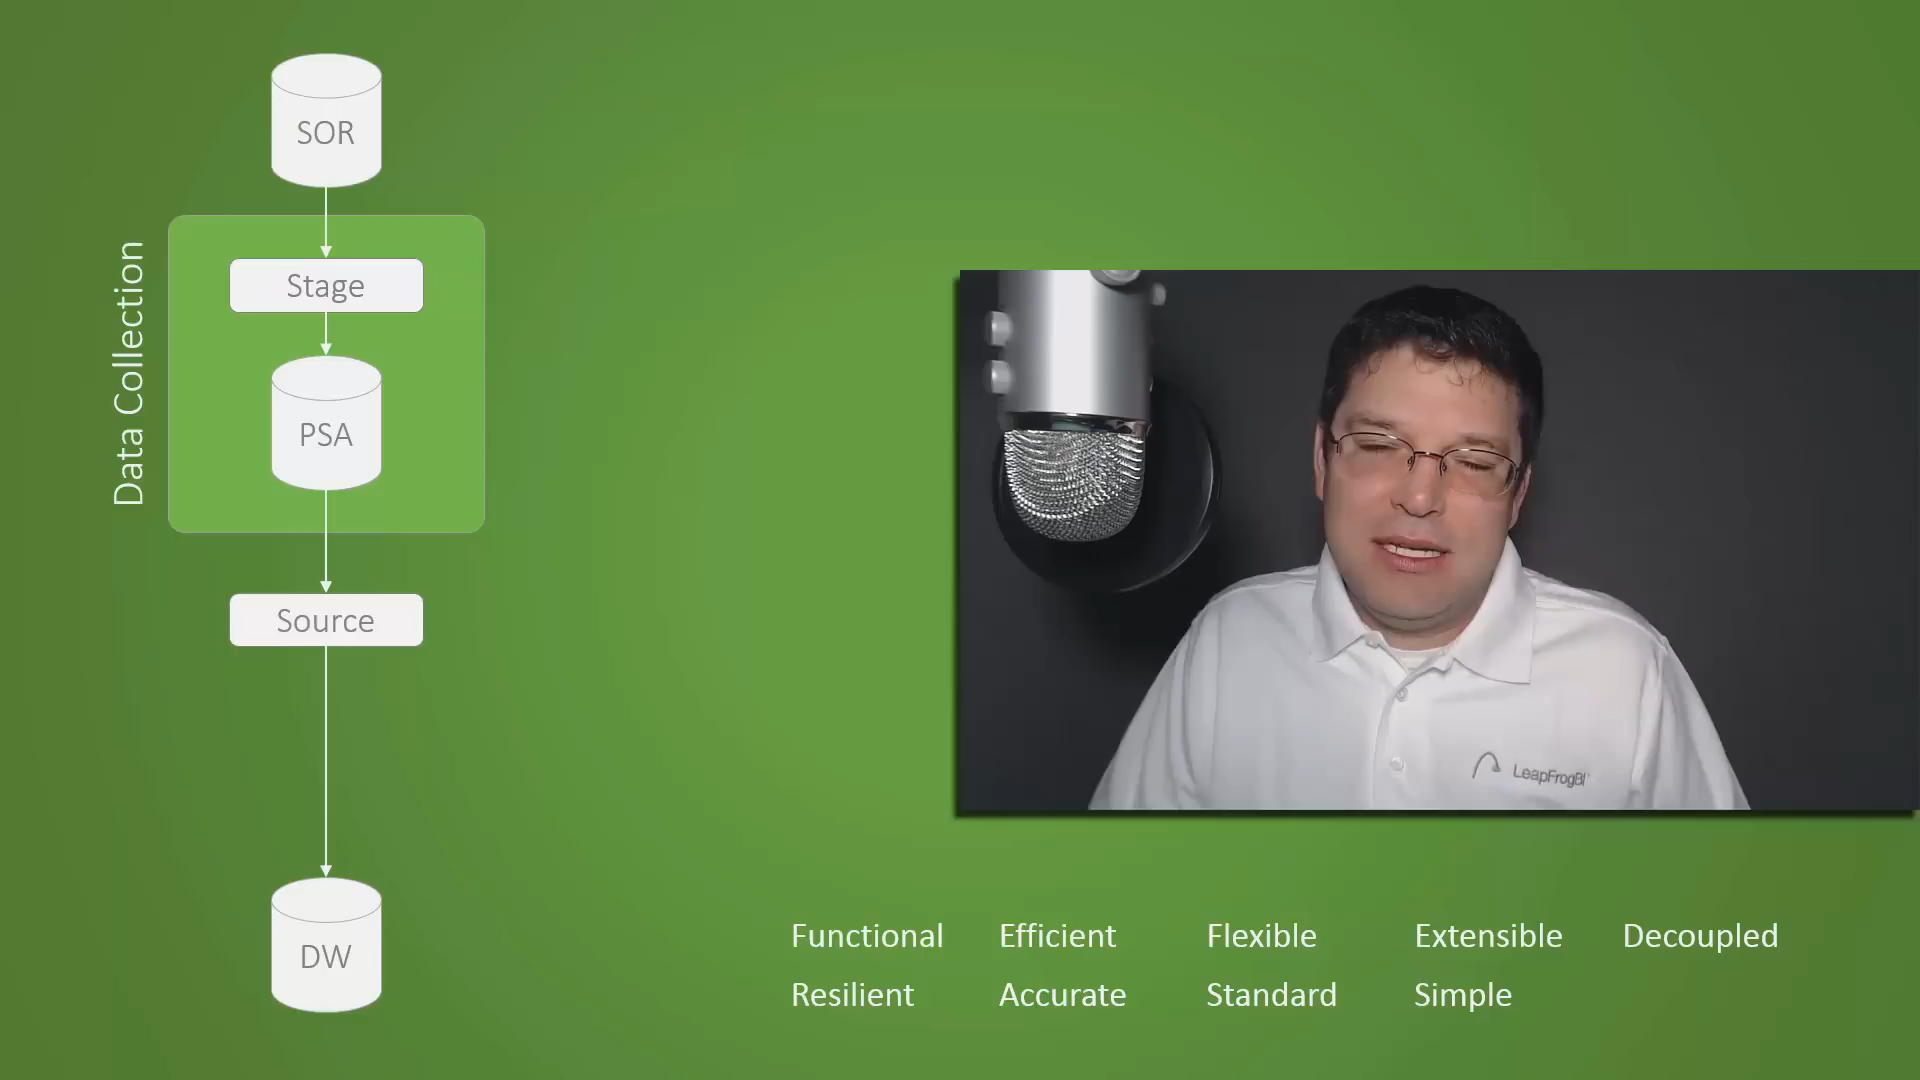 SOR
Data Collection
Stage
PSA
Source
DW
LeapFrogBI
Functional Efficient Flexible Extensible Decoupled
Resilient Accurate Standard Simple